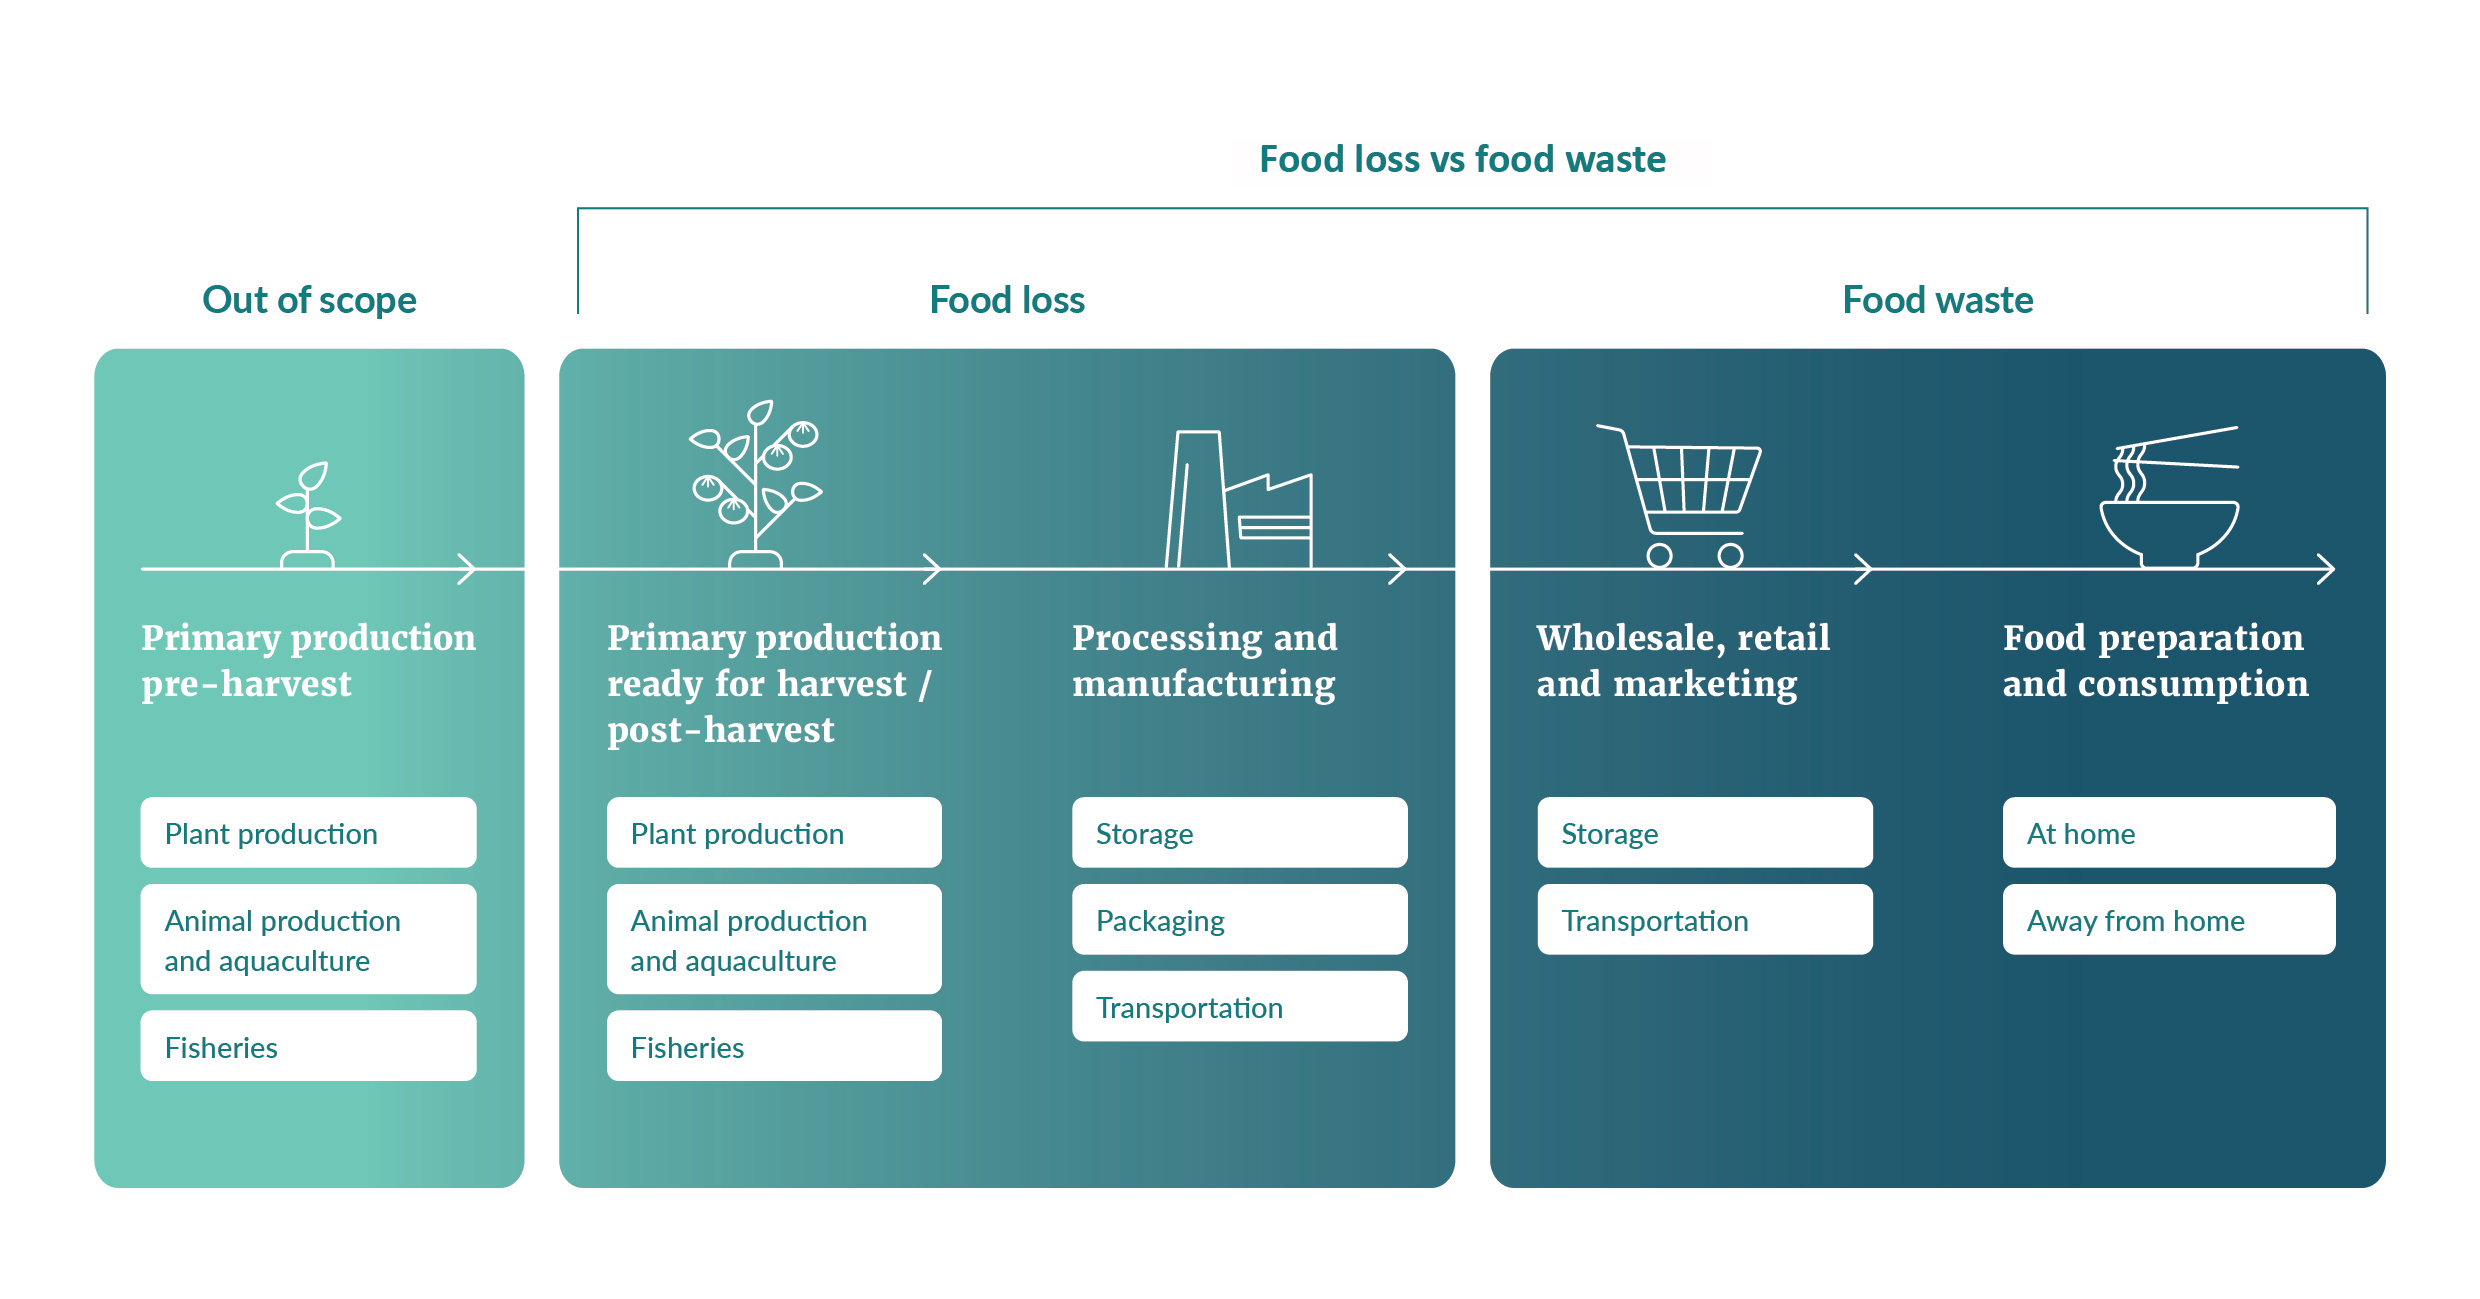 Food loss vs food waste
Out of scope
Food loss
Food waste
Primary production
pre-harvest
Plant production
Animal production
and aquaculture
Fisheries
Primary production
ready for harvest /
post-harvest
Plant production
Animal production
and aquaculture
Fisheries
Processing and
manufacturing
Storage
Packaging
Transportation
Wholesale, retail
and marketing
Storage
Transportation
Food preparation
and consumption
At home
Away from home